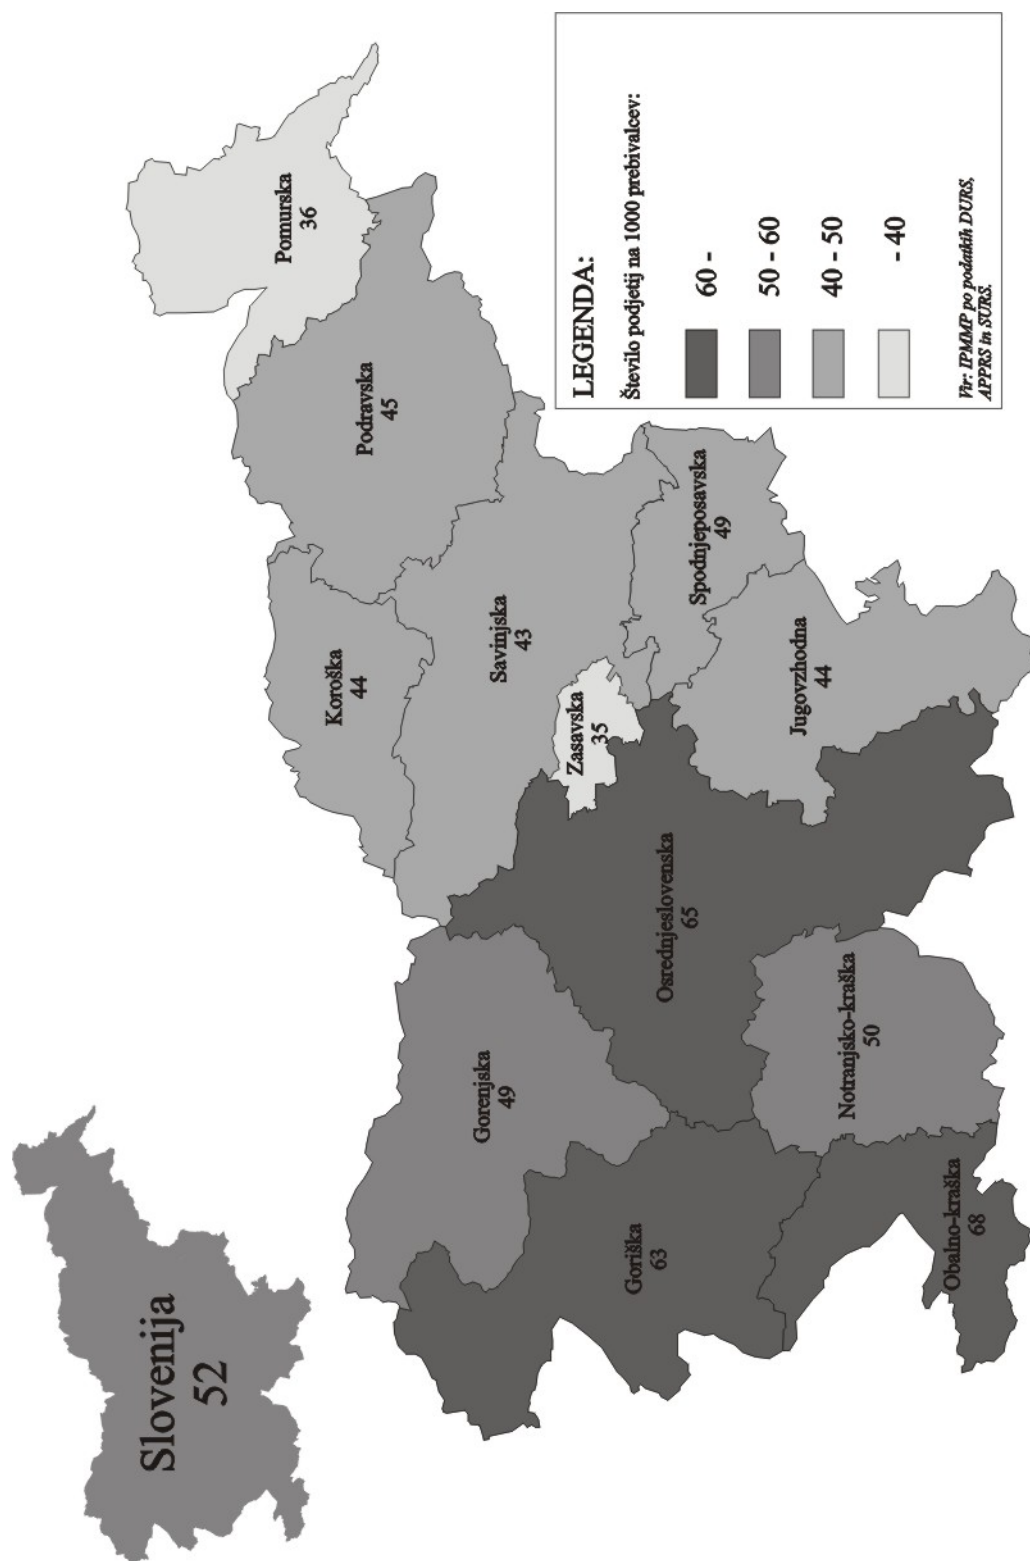 Slovenija
52
Pomurska
36
Podravska
45
Koroška
44
Savinjska
43
Zasavska
35
Spodnjeposavska
49
Jugovzhodna
44
Osrednjeslovenska
65
Gorenjska
49
Notranjsko-kraška
50
Goriška
63
Obalno-kraška
68
LEGENDA:
Število podjetij na 1000 prebivalcev:
60 -
50 - 60
40 - 50
- 40
Vir: IPMMP po podatkih DURS,
APPRS in SURS.